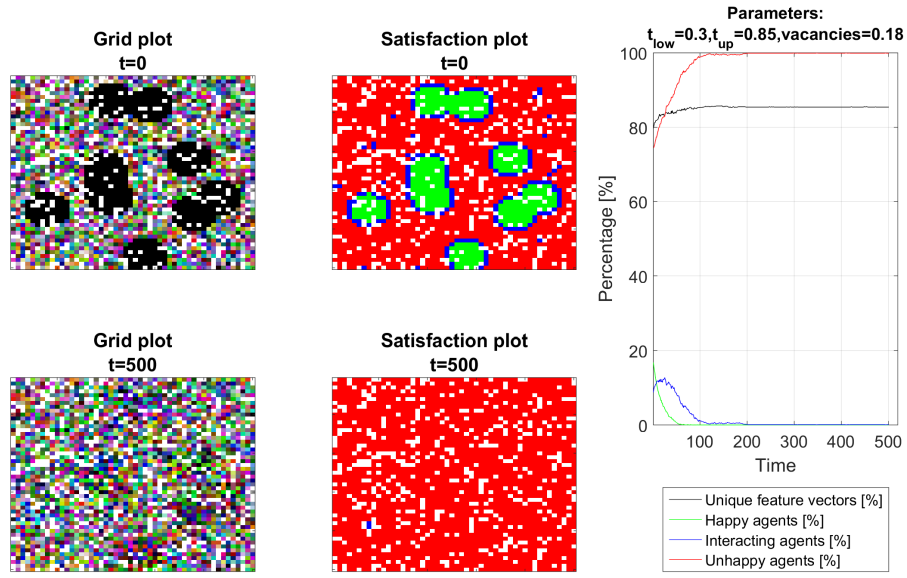 Grid plot
t=0
Satisfaction plot
t=0
Parameters:
t_low=0.3,t_up=0.85,vacancies=0.18
100
80
60
40
20
0
Percentage [%]
100
200
300
400
500
Time
Grid plot
t=500
Satisfaction plot
t=500
Unique feature vectors [%]
Happy agents [%]
Interacting agents [%]
Unhappy agents [%]